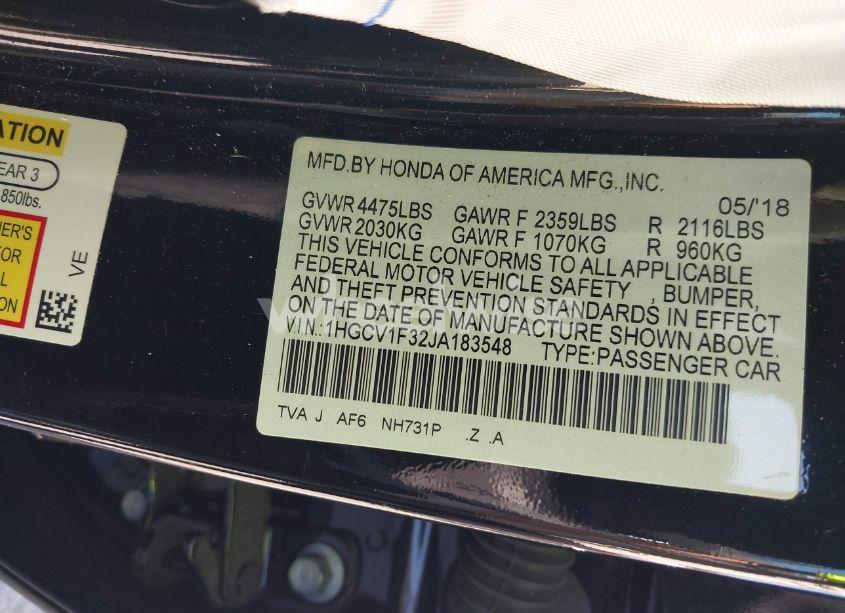 ATION
EAR 3
850lbs.
ER'S
FOR
L
ION
VE
MFD.BY HONDA OF AMERICA MFG.,INC.
05/'18
GVWR 4475LBS GAWR F 2359LBS R 2116LBS
GVWR 2030KG GAWR F 1070KG R 960KG
THIS VEHICLE CONFORMS TO ALL APPLICABLE
FEDERAL MOTOR VEHICLE SAFETY , BUMPER,
AND THEFT PREVENTION STANDARDS IN EFFECT
ON THE DATE OF MANUFACTURE SHOWN ABOVE.
VIN:1HGCV1F32JA183548 TYPE:PASSENGER CAR
TVA J AF6 NH731P .Z .A